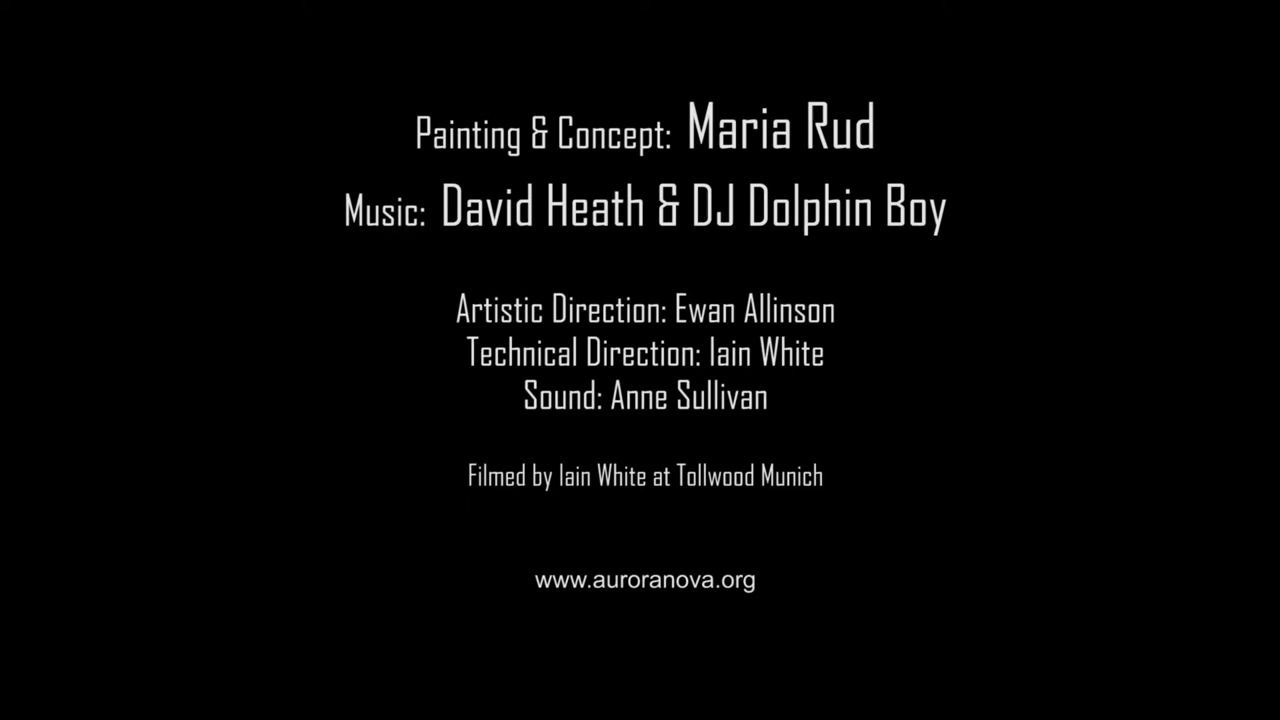 Painting & Concept: Maria Rud
Music: David Heath & DJ Dolphin Boy
Artistic Direction: Ewan Allinson
Technical Direction: Iain White
Sound: Anne Sullivan
Filmed by Iain White at Tollwood Munich
www.auroranova.org